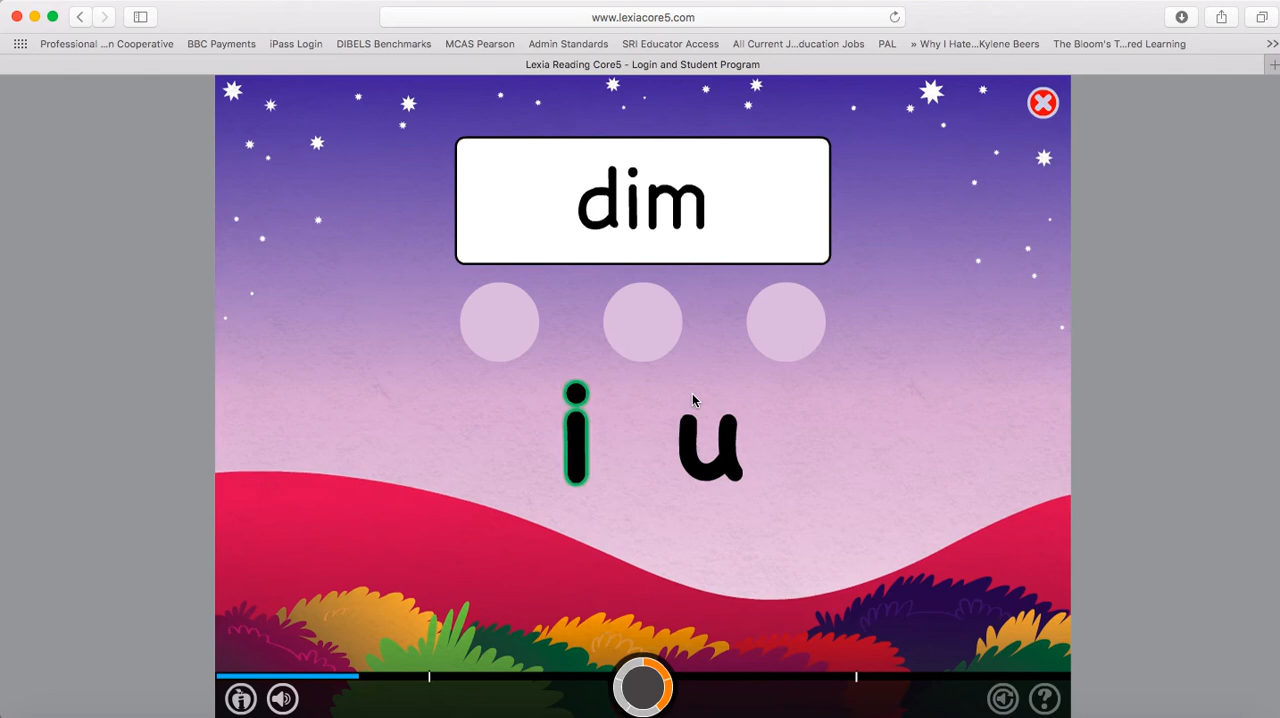 www.lexiacore5.com
Professional ...n Cooperative BBC Payments iPass Login DIBELS Benchmarks MCAS Pearson Admin Standards SRI Educator Access All Current J...ducation Jobs PAL » Why I Hate...Kylene Beers The Bloom's T...red Learning »
Lexia Reading Core5 - Login and Student Program
dim
i u